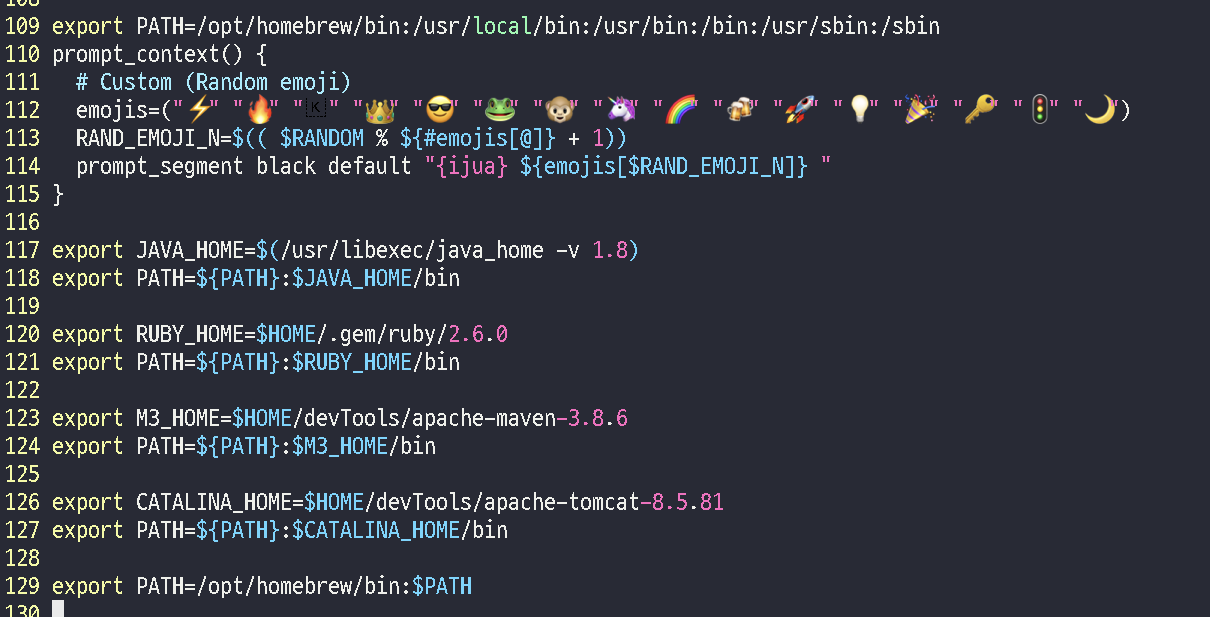 108
109 export PATH=/opt/homebrew/bin:/usr/local/bin:/usr/bin:/bin:/usr/sbin:/sbin
110 prompt_context() {
111   # Custom (Random emoji)
112   emojis=("⚡" "🔥" "🇰" "👑" "😎" "🐸" "🐵" "🦄" "🌈" "🍻" "🚀" "💡" "🎉" "🔑" "🚦" "🌙")
113   RAND_EMOJI_N=$(( $RANDOM % ${#emojis[@]} + 1))
114   prompt_segment black default "{ijua} ${emojis[$RAND_EMOJI_N]} "
115 }
116
117 export JAVA_HOME=$(/usr/libexec/java_home -v 1.8)
118 export PATH=${PATH}:$JAVA_HOME/bin
119
120 export RUBY_HOME=$HOME/.gem/ruby/2.6.0
121 export PATH=${PATH}:$RUBY_HOME/bin
122
123 export M3_HOME=$HOME/devTools/apache-maven-3.8.6
124 export PATH=${PATH}:$M3_HOME/bin
125
126 export CATALINA_HOME=$HOME/devTools/apache-tomcat-8.5.81
127 export PATH=${PATH}:$CATALINA_HOME/bin
128
129 export PATH=/opt/homebrew/bin:$PATH
130